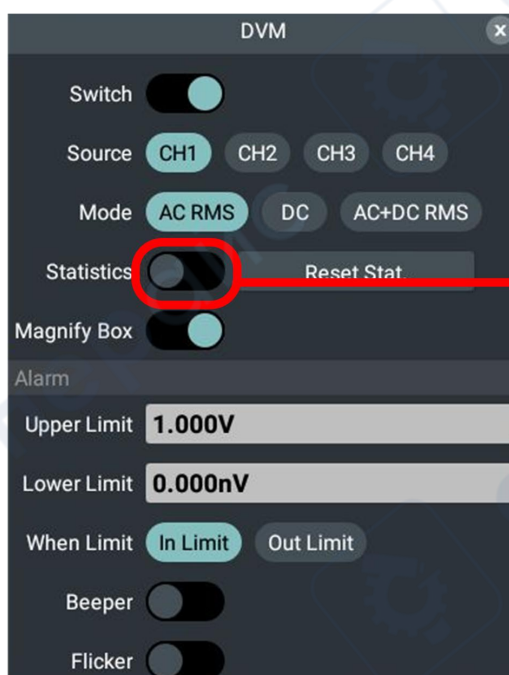 DVM
x
Switch
Source CH1 CH2 CH3 CH4
Mode AC RMS DC AC+DC RMS
Statistics Reset Stat
Magnify Box
Alarm
Upper Limit 1.000V
Lower Limit 0.000nV
When Limit In Limit Out Limit
Beeper
Flicker